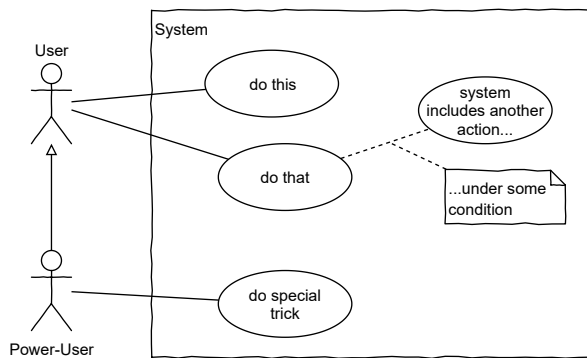 System
User
do this
system
includes another
action...
do that
...under some
condition
do special
trick
Power-User